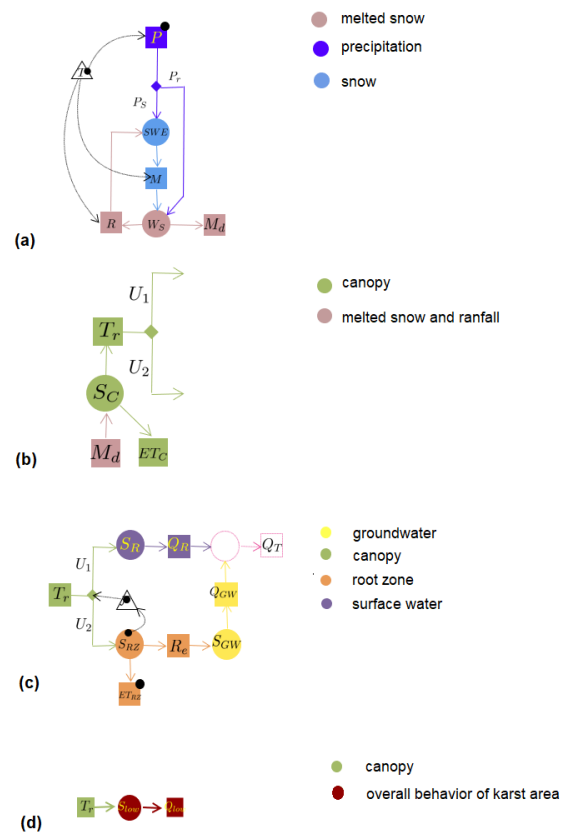 melted snow
precipitation
snow
P
T
P_r
P_S
SWE
M
R
W_S
M_d
(a)
canopy
melted snow and ranfall
U_1
T_r
U_2
S_C
M_d
ET_C
(b)
groundwater
canopy
root zone
surface water
S_R
Q_R
Q_T
U_1
T_r
Q_GW
U_2
S_RZ
R_e
S_GW
ET_RZ
(c)
canopy
overall behavior of karst area
T_r
S_low
Q_low
(d)